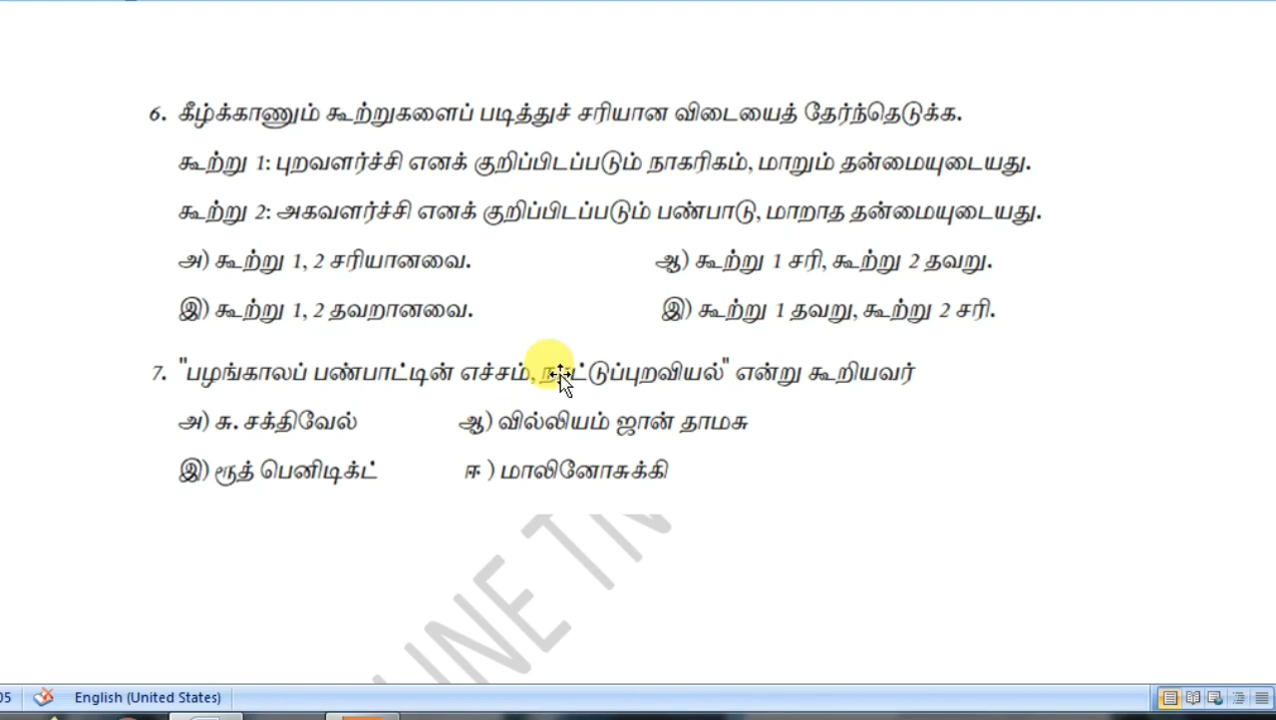 6. கீழ்க்காணும் கூற்றுகளைப் படித்துச் சரியான விடையைத் தேர்ந்தெடுக்க.
கூற்று 1: புறவளர்ச்சி எனக் குறிப்பிடப்படும் நாகரிகம், மாறும் தன்மையுடையது.
கூற்று 2: அகவளர்ச்சி எனக் குறிப்பிடப்படும் பண்பாடு, மாறாத தன்மையுடையது.
அ) கூற்று 1, 2 சரியானவை. ஆ) கூற்று 1 சரி, கூற்று 2 தவறு.
இ) கூற்று 1, 2 தவறானவை. இ) கூற்று 1 தவறு, கூற்று 2 சரி.
7. "பழங்காலப் பண்பாட்டின் எச்சம், நாட்டுப்புறவியல்" என்று கூறியவர்
அ) சு. சக்திவேல் ஆ) வில்லியம் ஜான் தாமசு
இ) ரூத் பெனிடிக்ட் ஈ ) மாலினோசுக்கி
05 English (United States)